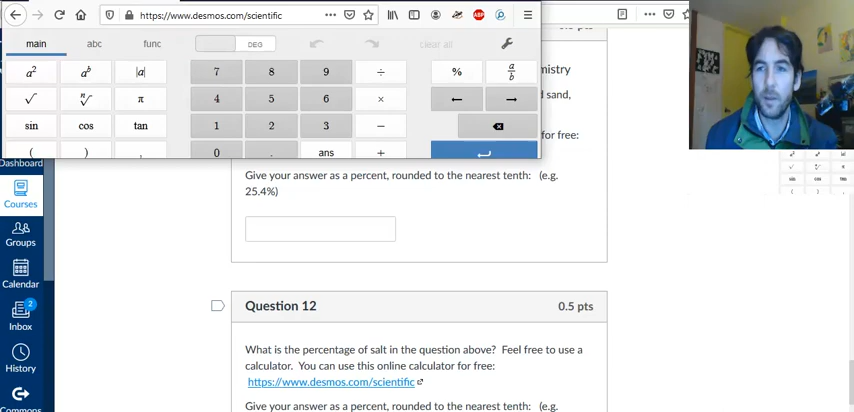 https://www.desmos.com/scientific
ABP
main abc func
DEG
clear all
a² aᵇ |a| 7 8 9 ÷ % a/b
√ ⁿ√ π 4 5 6 × ← →
sin cos tan 1 2 3 −
( ) , 0 . ans +
mistry
d sand,
for free:
Give your answer as a percent, rounded to the nearest tenth: (e.g.
25.4%)
Dashboard
Courses
Groups
Calendar
2
Inbox
History
Commons
Question 12 0.5 pts
What is the percentage of salt in the question above? Feel free to use a
calculator. You can use this online calculator for free:
https://www.desmos.com/scientific
Give your answer as a percent, rounded to the nearest tenth: (e.g.